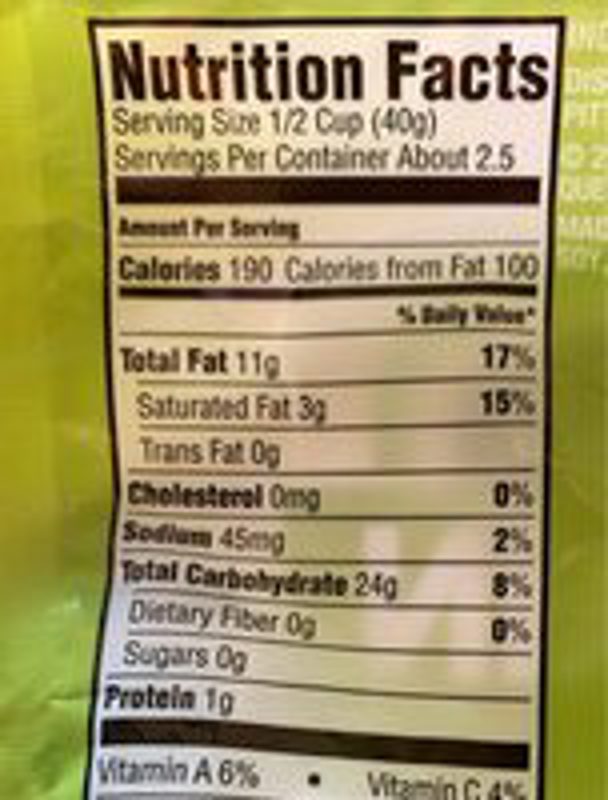 Nutrition Facts
Serving Size 1/2 Cup (40g)
Servings Per Container About 2.5
Amount Per Serving
Calories 190 Calories from Fat 100
% Daily Value*
Total Fat 11g 17%
Saturated Fat 3g 15%
Trans Fat 0g
Cholesterol 0mg 0%
Sodium 45mg 2%
Total Carbohydrate 24g 8%
Dietary Fiber 0g 0%
Sugars 0g
Protein 1g
Vitamin A 6% • Vitamin C 4%